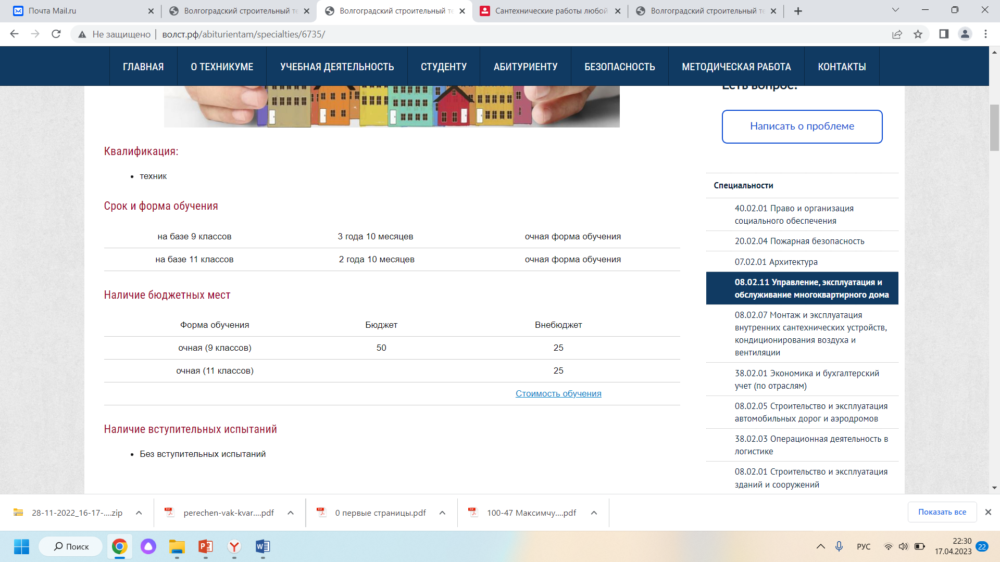 Почта Mail.ru
Волгоградский строительный те
Волгоградский строительный те
Сантехнические работы любой
Волгоградский строительный те
Не защищено
волст.рф/abiturientam/specialties/6735/
ГЛАВНАЯ
О ТЕХНИКУМЕ
УЧЕБНАЯ ДЕЯТЕЛЬНОСТЬ
СТУДЕНТУ
АБИТУРИЕНТУ
БЕЗОПАСНОСТЬ
МЕТОДИЧЕСКАЯ РАБОТА
КОНТАКТЫ
Есть вопрос?
Написать о проблеме
Квалификация:
техник
Срок и форма обучения
на базе 9 классов 3 года 10 месяцев очная форма обучения
на базе 11 классов 2 года 10 месяцев очная форма обучения
Наличие бюджетных мест
Форма обучения Бюджет Внебюджет
очная (9 классов) 50 25
очная (11 классов) 25
Стоимость обучения
Наличие вступительных испытаний
Без вступительных испытаний
Специальности
40.02.01 Право и организация
социального обеспечения
20.02.04 Пожарная безопасность
07.02.01 Архитектура
08.02.11 Управление, эксплуатация и
обслуживание многоквартирного дома
08.02.07 Монтаж и эксплуатация
внутренних сантехнических устройств,
кондиционирования воздуха и
вентиляции
38.02.01 Экономика и бухгалтерский
учет (по отраслям)
08.02.05 Строительство и эксплуатация
автомобильных дорог и аэродромов
38.02.03 Операционная деятельность в
логистике
08.02.01 Строительство и эксплуатация
зданий и сооружений
28-11-2022_16-17-....zip
perechen-vak-kvar....pdf
0 первые страницы.pdf
100-47 Максимчу....pdf
Показать все
Поиск
РУС
22:30
17.04.2023
22